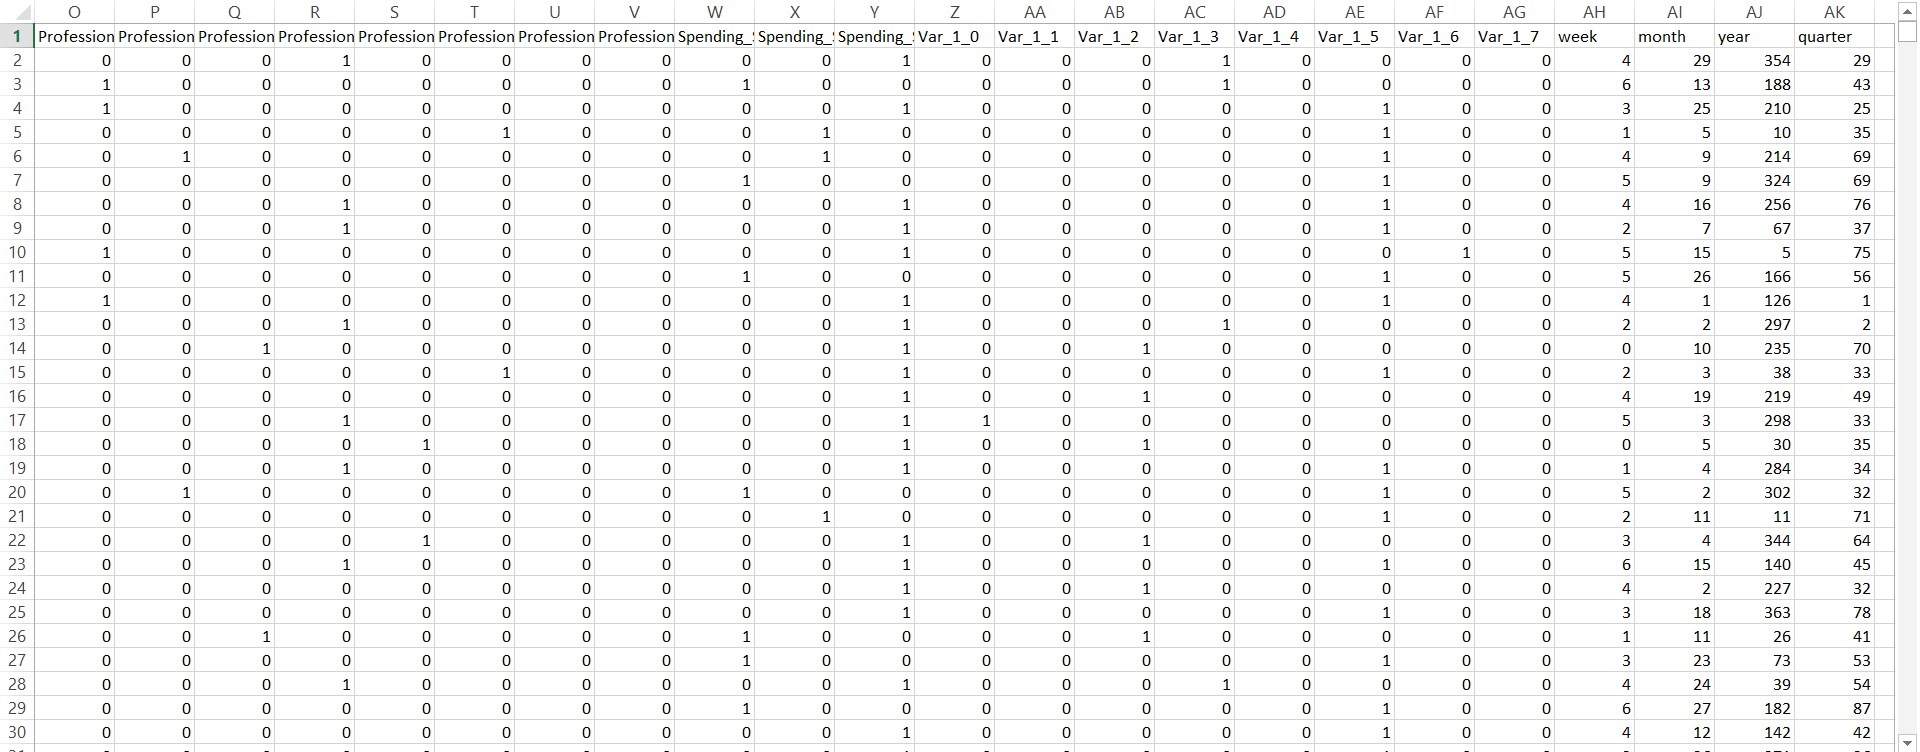 O P Q R S T U V W X Y Z AA AB AC AD AE AF AG AH AI AJ AK
1 Profession Profession Profession Profession Profession Profession Profession Profession Spending_ Spending_ Spending_ Var_1_0 Var_1_1 Var_1_2 Var_1_3 Var_1_4 Var_1_5 Var_1_6 Var_1_7 week month year quarter
2 0 0 0 1 0 0 0 0 0 0 1 0 0 0 1 0 0 0 0 4 29 354 29
3 1 0 0 0 0 0 0 0 1 0 0 0 0 0 1 0 0 0 0 6 13 188 43
4 1 0 0 0 0 0 0 0 0 0 1 0 0 0 0 0 1 0 0 3 25 210 25
5 0 0 0 0 0 1 0 0 0 1 0 0 0 0 0 0 1 0 0 1 5 10 35
6 0 1 0 0 0 0 0 0 0 1 0 0 0 0 0 0 1 0 0 4 9 214 69
7 0 0 0 0 0 0 0 0 1 0 0 0 0 0 0 0 1 0 0 5 9 324 69
8 0 0 0 1 0 0 0 0 0 0 1 0 0 0 0 0 1 0 0 4 16 256 76
9 0 0 0 1 0 0 0 0 0 0 1 0 0 0 0 0 1 0 0 2 7 67 37
10 1 0 0 0 0 0 0 0 0 0 1 0 0 0 0 0 0 1 0 5 15 5 75
11 0 0 0 0 0 0 0 0 1 0 0 0 0 0 0 0 1 0 0 5 26 166 56
12 1 0 0 0 0 0 0 0 0 0 1 0 0 0 0 0 1 0 0 4 1 126 1
13 0 0 0 1 0 0 0 0 0 0 1 0 0 0 1 0 0 0 0 2 2 297 2
14 0 0 1 0 0 0 0 0 0 0 1 0 0 1 0 0 0 0 0 0 10 235 70
15 0 0 0 0 0 1 0 0 0 0 1 0 0 0 0 0 1 0 0 2 3 38 33
16 0 0 0 0 0 0 0 0 0 0 1 0 0 1 0 0 0 0 0 4 19 219 49
17 0 0 0 1 0 0 0 0 0 0 1 1 0 0 0 0 0 0 0 5 3 298 33
18 0 0 0 0 1 0 0 0 0 0 1 0 0 1 0 0 0 0 0 0 5 30 35
19 0 0 0 1 0 0 0 0 0 0 1 0 0 0 0 0 1 0 0 1 4 284 34
20 0 1 0 0 0 0 0 0 1 0 0 0 0 0 0 0 1 0 0 5 2 302 32
21 0 0 0 0 0 0 0 0 0 1 0 0 0 0 0 0 1 0 0 2 11 11 71
22 0 0 0 0 1 0 0 0 0 0 1 0 0 1 0 0 0 0 0 3 4 344 64
23 0 0 0 1 0 0 0 0 0 0 1 0 0 0 0 0 1 0 0 6 15 140 45
24 0 0 0 0 0 0 0 0 0 0 1 0 0 1 0 0 0 0 0 4 2 227 32
25 0 0 0 0 0 0 0 0 0 0 1 0 0 0 0 0 1 0 0 3 18 363 78
26 0 0 1 0 0 0 0 0 1 0 0 0 0 1 0 0 0 0 0 1 11 26 41
27 0 0 0 0 0 0 0 0 1 0 0 0 0 0 0 0 1 0 0 3 23 73 53
28 0 0 0 1 0 0 0 0 0 0 1 0 0 0 1 0 0 0 0 4 24 39 54
29 0 0 0 0 0 0 0 0 1 0 0 0 0 0 0 0 1 0 0 6 27 182 87
30 0 0 0 0 0 0 0 0 0 0 1 0 0 0 0 0 1 0 0 4 12 142 42